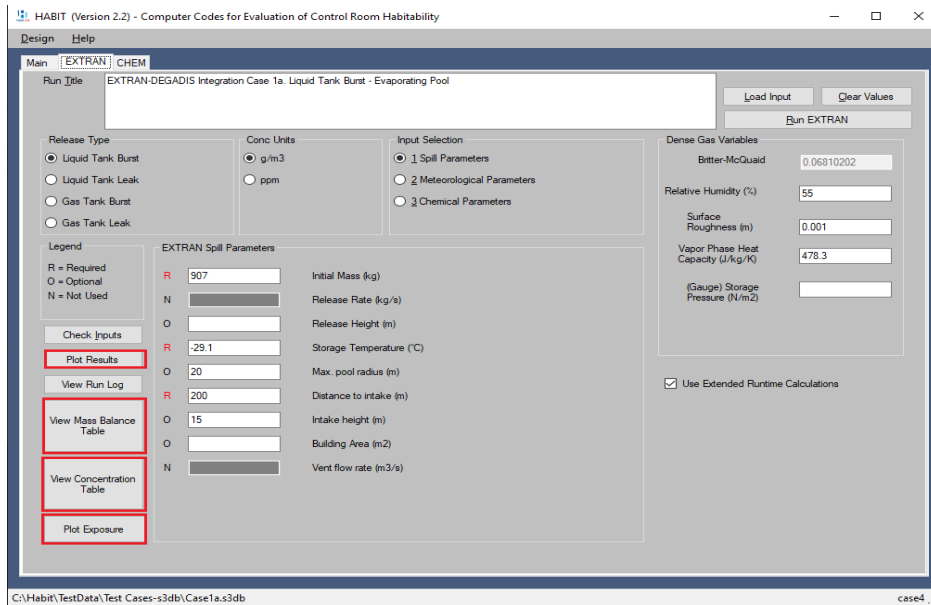 HABIT (Version 2.2) - Computer Codes for Evaluation of Control Room Habitability
Design Help
Main EXTRAN CHEM
Run Title
EXTRAN-DEGADIS Integration Case 1a. Liquid Tank Burst - Evaporating Pool
Load Input Clear Values
Run EXTRAN
Release Type
Liquid Tank Burst
Liquid Tank Leak
Gas Tank Burst
Gas Tank Leak
Conc Units
g/m3
ppm
Input Selection
1 Spill Parameters
2 Meteorological Parameters
3 Chemical Parameters
Dense Gas Variables
Britter-McQuaid 0.06810202
Relative Humidity (%) 55
Surface
Roughness (m) 0.001
Vapor Phase Heat
Capacity (J/kg/K) 478.3
(Gauge) Storage
Pressure (N/m2)
Use Extended Runtime Calculations
Legend
R = Required
O = Optional
N = Not Used
Check Inputs
Plot Results
View Run Log
View Mass Balance
Table
View Concentration
Table
Plot Exposure
EXTRAN Spill Parameters
R 907 Initial Mass (kg)
N Release Rate (kg/s)
O Release Height (m)
R -29.1 Storage Temperature (°C)
O 20 Max. pool radius (m)
R 200 Distance to intake (m)
O 15 Intake height (m)
O Building Area (m2)
N Vent flow rate (m3/s)
C:\Habit\TestData\Test Cases-s3db\Case1a.s3db case4